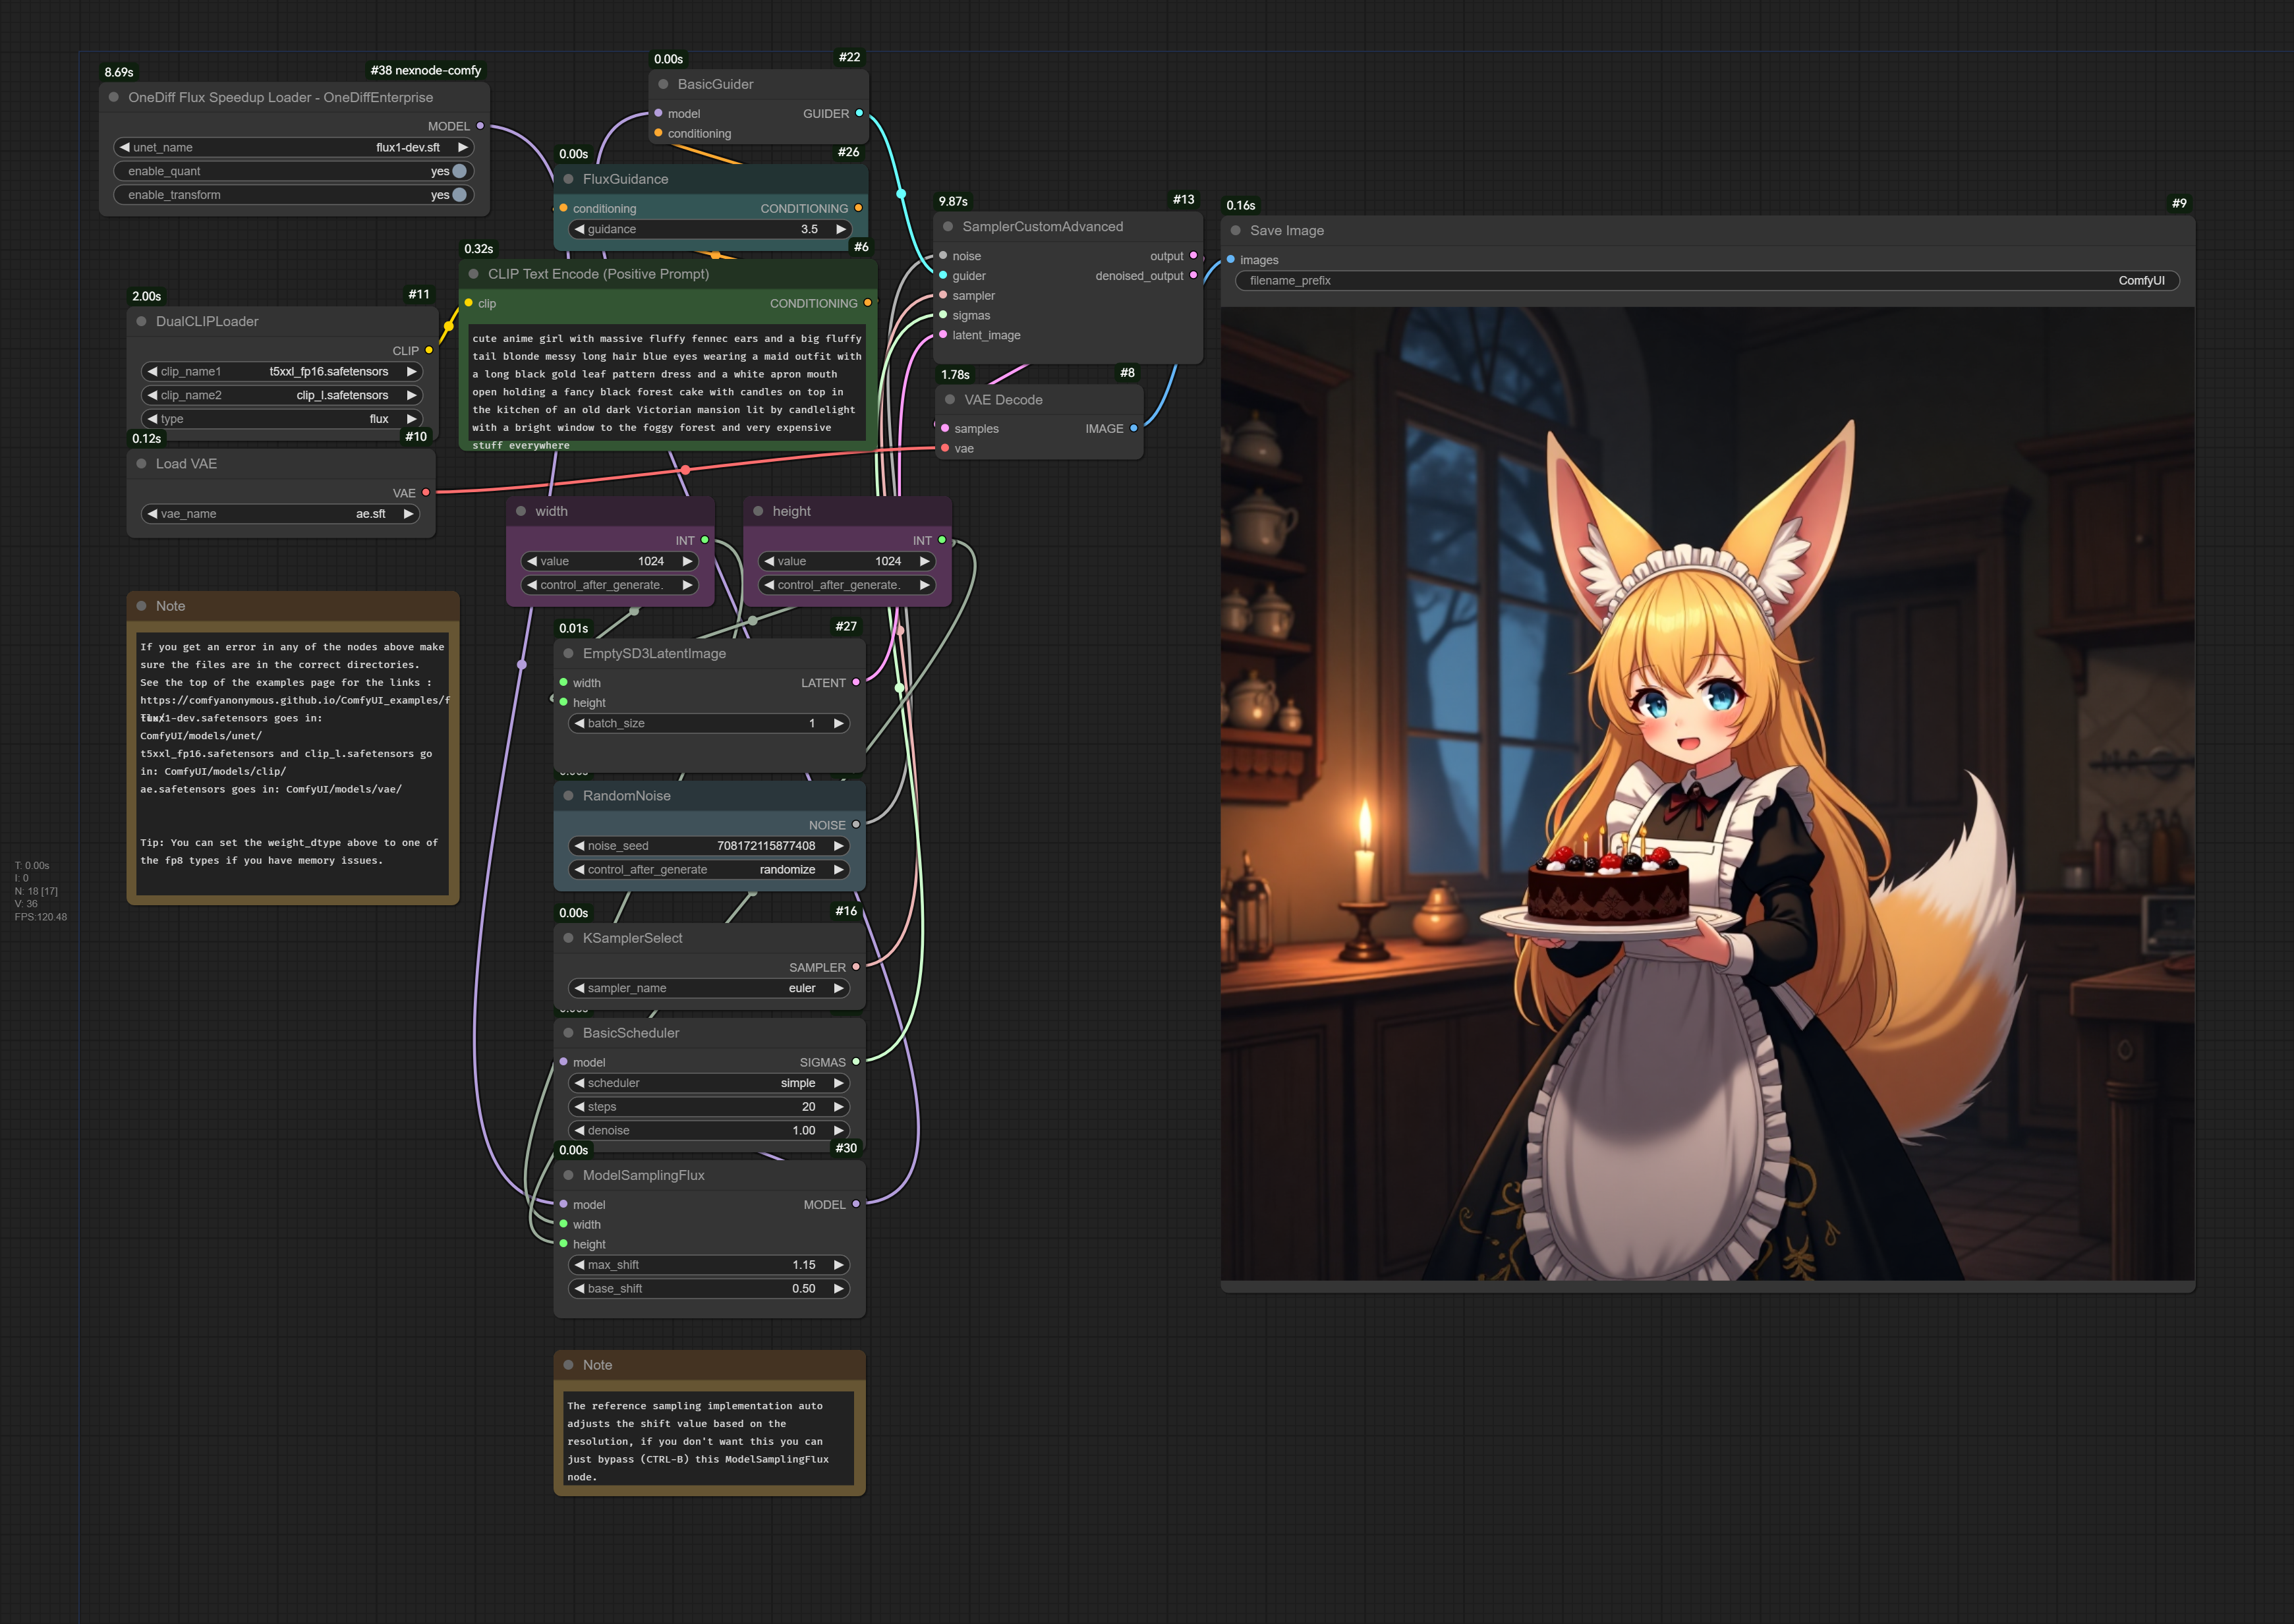 8.69s
#38 nexnode-comfy
OneDiff Flux Speedup Loader - OneDiffEnterprise
MODEL
unet_name flux1-dev.sft
enable_quant yes
enable_transform yes
0.00s
#22
BasicGuider
model GUIDER
conditioning
0.00s
#26
FluxGuidance
conditioning CONDITIONING
guidance 3.5
0.32s
#6
CLIP Text Encode (Positive Prompt)
clip CONDITIONING
cute anime girl with massive fluffy fennec ears and a big fluffy
tail blonde messy long hair blue eyes wearing a maid outfit with
a long black gold leaf pattern dress and a white apron mouth
open holding a fancy black forest cake with candles on top in
the kitchen of an old dark Victorian mansion lit by candlelight
with a bright window to the foggy forest and very expensive
stuff everywhere
2.00s
#11
DualCLIPLoader
CLIP
clip_name1 t5xxl_fp16.safetensors
clip_name2 clip_l.safetensors
type flux
0.12s
#10
Load VAE
VAE
vae_name ae.sft
9.87s
#13
SamplerCustomAdvanced
noise output
guider denoised_output
sampler
sigmas
latent_image
1.78s
#8
VAE Decode
samples IMAGE
vae
0.16s
#9
Save Image
images
filename_prefix ComfyUI
width
INT
value 1024
control_after_generate.
height
INT
value 1024
control_after_generate.
Note
If you get an error in any of the nodes above make
sure the files are in the correct directories.
See the top of the examples page for the links :
https://comfyanonymous.github.io/ComfyUI_examples/f
lux/
flux1-dev.safetensors goes in:
ComfyUI/models/unet/
t5xxl_fp16.safetensors and clip_l.safetensors go
in: ComfyUI/models/clip/
ae.safetensors goes in: ComfyUI/models/vae/
Tip: You can set the weight_dtype above to one of
the fp8 types if you have memory issues.
T: 0.00s
I: 0
N: 18 [17]
V: 36
FPS:120.48
0.01s
#27
EmptySD3LatentImage
width LATENT
height
batch_size 1
RandomNoise
NOISE
noise_seed 708172115877408
control_after_generate randomize
0.00s
#16
KSamplerSelect
SAMPLER
sampler_name euler
BasicScheduler
model SIGMAS
scheduler simple
steps 20
denoise 1.00
0.00s
#30
ModelSamplingFlux
model MODEL
width
height
max_shift 1.15
base_shift 0.50
Note
The reference sampling implementation auto
adjusts the shift value based on the
resolution, if you don't want this you can
just bypass (CTRL-B) this ModelSamplingFlux
node.